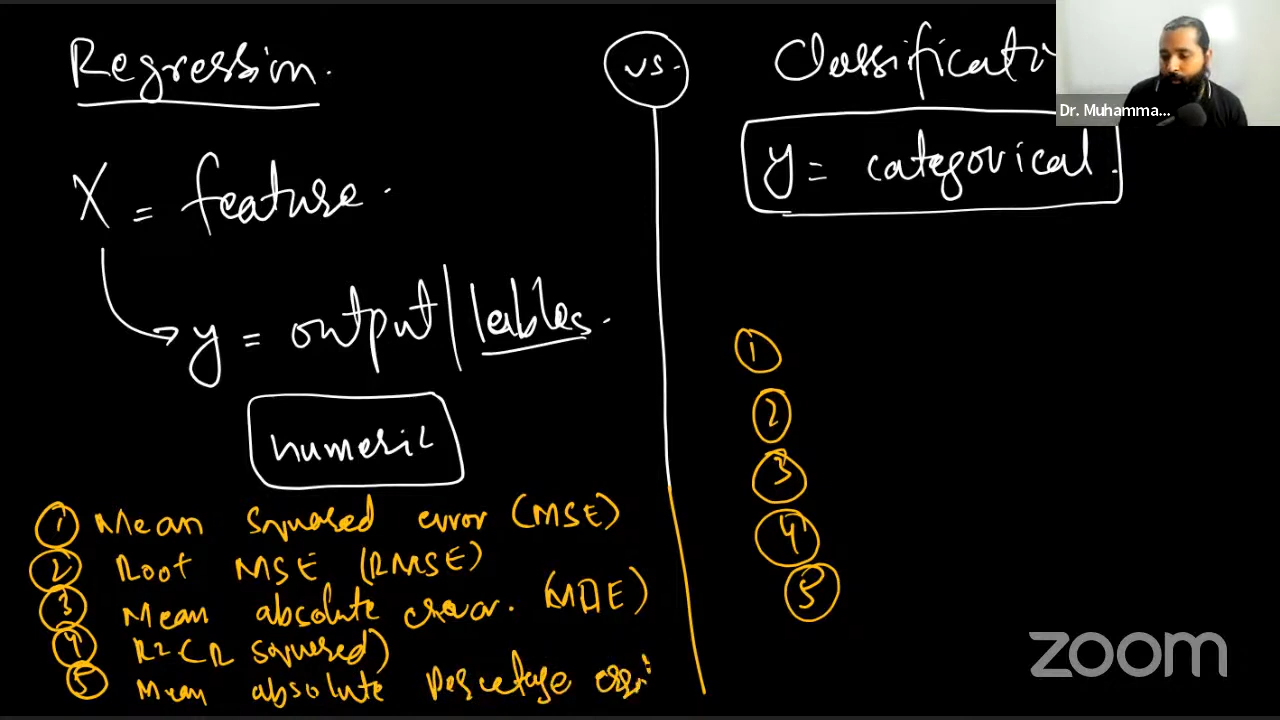 Regression.
X = feature.
y = output / lables.
numeric
① Mean squared error (MSE)
② Root MSE (RMSE)
③ Mean absolute error. (MAE)
④ R2 (R squared)
⑤ Mean absolute
vs.
Classificati
y = categorical.
①
②
③
④
⑤
Dr. Muhamma...
zoom